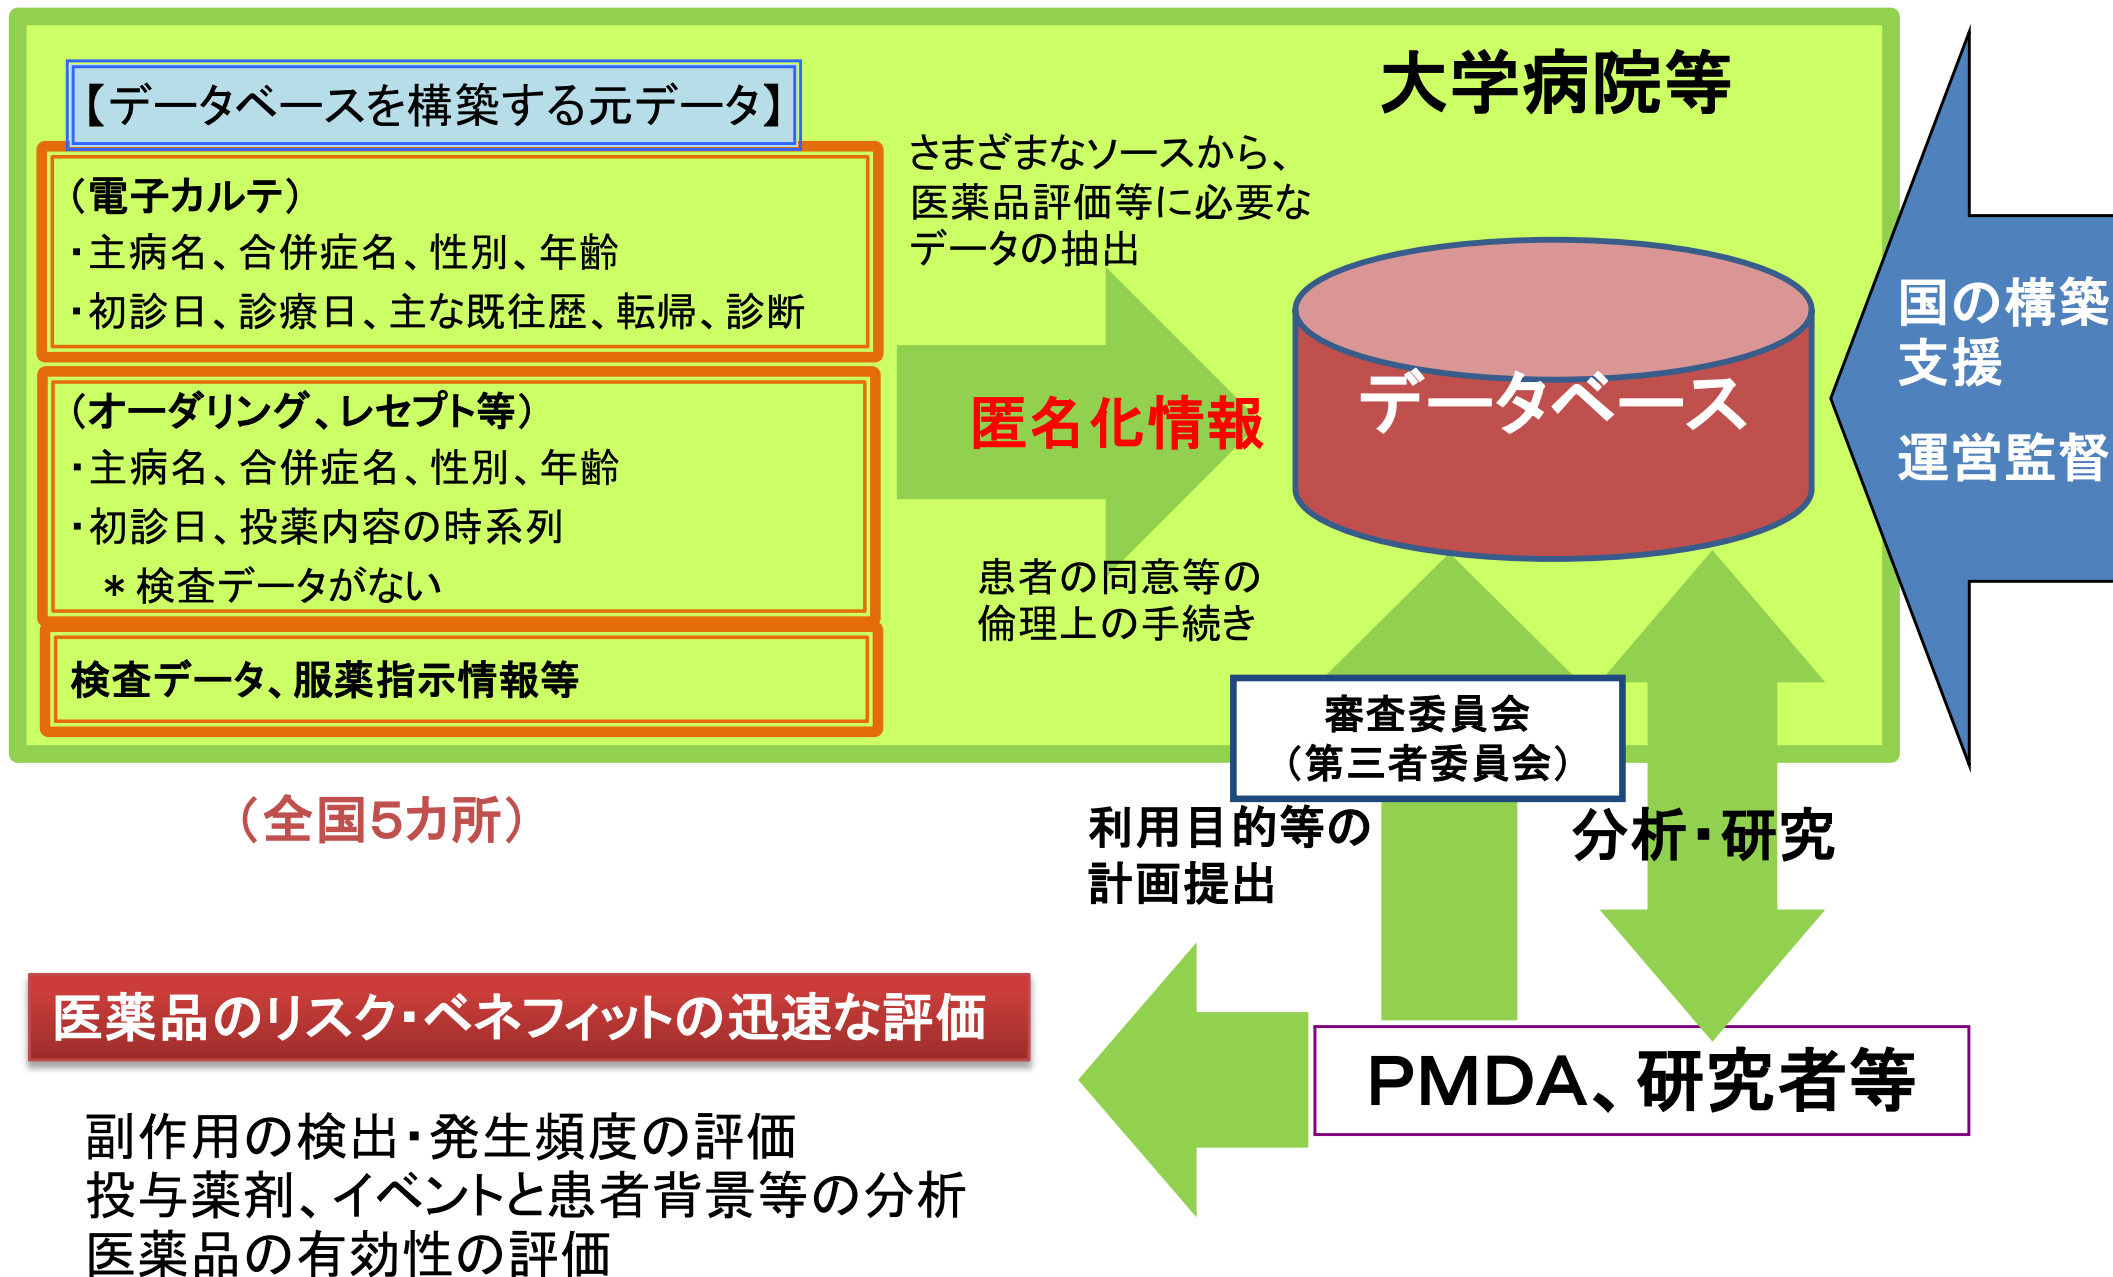 大学病院等
【データベースを構築する元データ】
（電子カルテ）
・主病名、合併症名、性別、年齢
・初診日、診療日、主な既往歴、転帰、診断
（オーダリング、レセプト等）
・主病名、合併症名、性別、年齢
・初診日、投薬内容の時系列
＊検査データがない
検査データ、服薬指示情報等
さまざまなソースから、
医薬品評価等に必要な
データの抽出
匿名化情報
患者の同意等の
倫理上の手続き
データベース
国の構築
支援
運営監督
審査委員会
（第三者委員会）
（全国５カ所）
利用目的等の
計画提出
分析・研究
ＰＭＤＡ、研究者等
医薬品のリスク・ベネフィットの迅速な評価
副作用の検出・発生頻度の評価
投与薬剤、イベントと患者背景等の分析
医薬品の有効性の評価